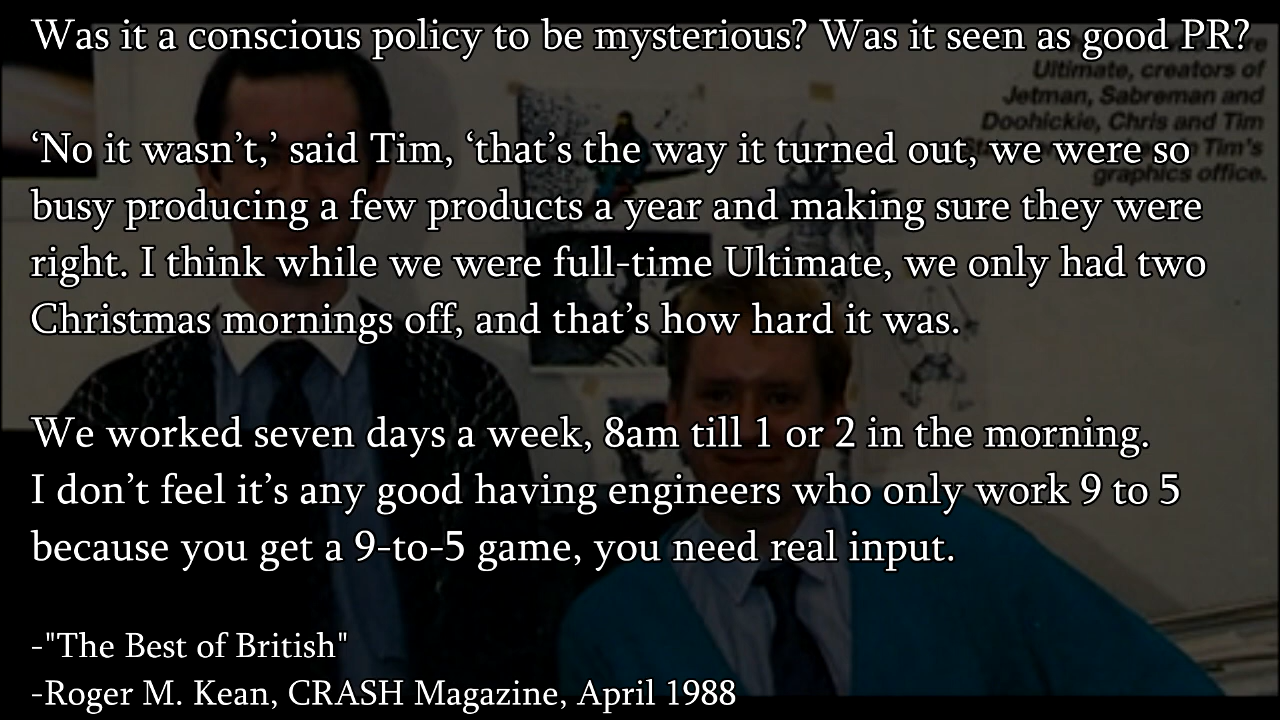 Was it a conscious policy to be mysterious? Was it seen as good PR?
Ultimate, creators of
Jetman, Sabreman and
Doohickie, Chris and Tim
Tim's
graphics office.
‘No it wasn’t,’ said Tim, ‘that’s the way it turned out, we were so
busy producing a few products a year and making sure they were
right. I think while we were full-time Ultimate, we only had two
Christmas mornings off, and that’s how hard it was.
We worked seven days a week, 8am till 1 or 2 in the morning.
I don’t feel it’s any good having engineers who only work 9 to 5
because you get a 9-to-5 game, you need real input.
-"The Best of British"
-Roger M. Kean, CRASH Magazine, April 1988